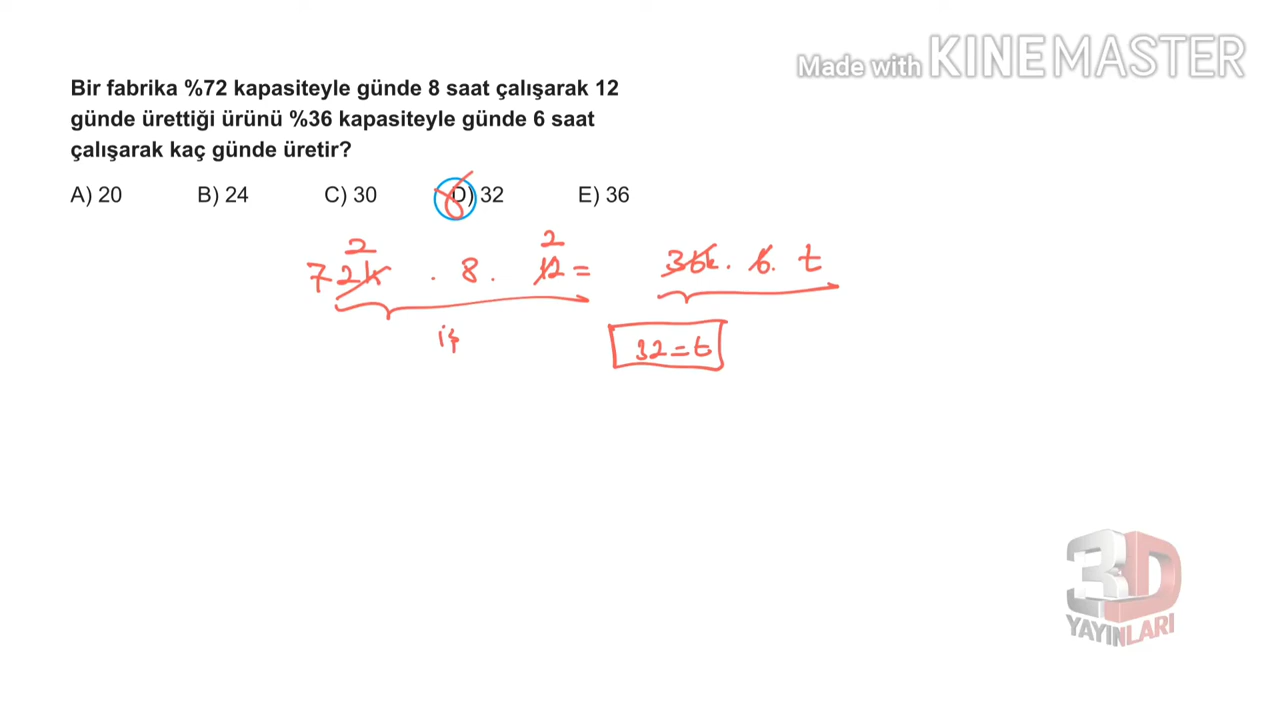 Made with KINEMASTER
Bir fabrika %72 kapasiteyle günde 8 saat çalışarak 12
günde ürettiği ürünü %36 kapasiteyle günde 6 saat
çalışarak kaç günde üretir?
A) 20 B) 24 C) 30 D) 32 E) 36
2 2
72k . 8 . 12 = 36k . 6 . t
iş
32 = t
3D
YAYINLARI